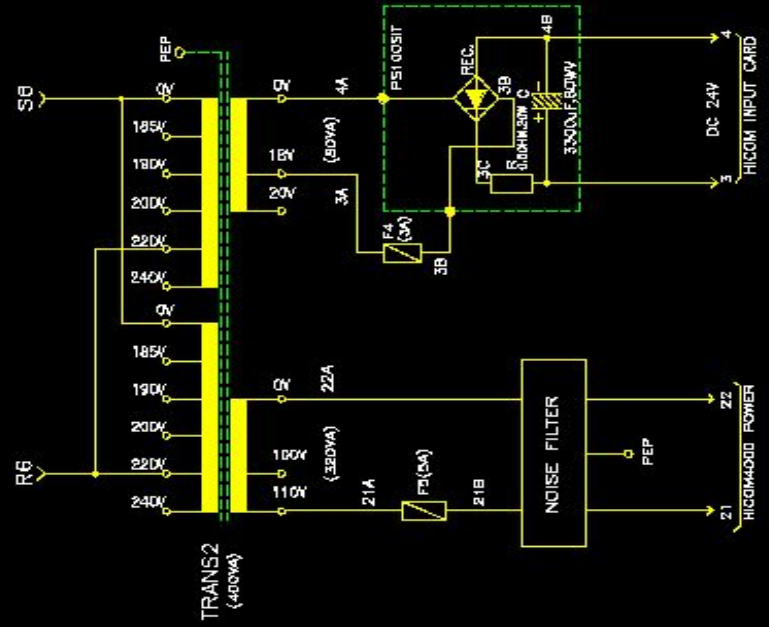 R6
S6
240V 220V 200V 190V 185V 0V 240V 220V 200V 190V 185V 0V PEP
TRANS2
(400VA)
110V 100V 0V 20V 18V 0V
(320VA) (80VA)
21A 22A 3A 4A
F5(5A)
F4
(3A)
PS100SIT
21B
3B
REC.
3C 3B
R
C
+ -
4B
NOISE FILTER
PEP
21 22 3 4
DC 24V
HICOM4000 POWER
HICOM INPUT CARD